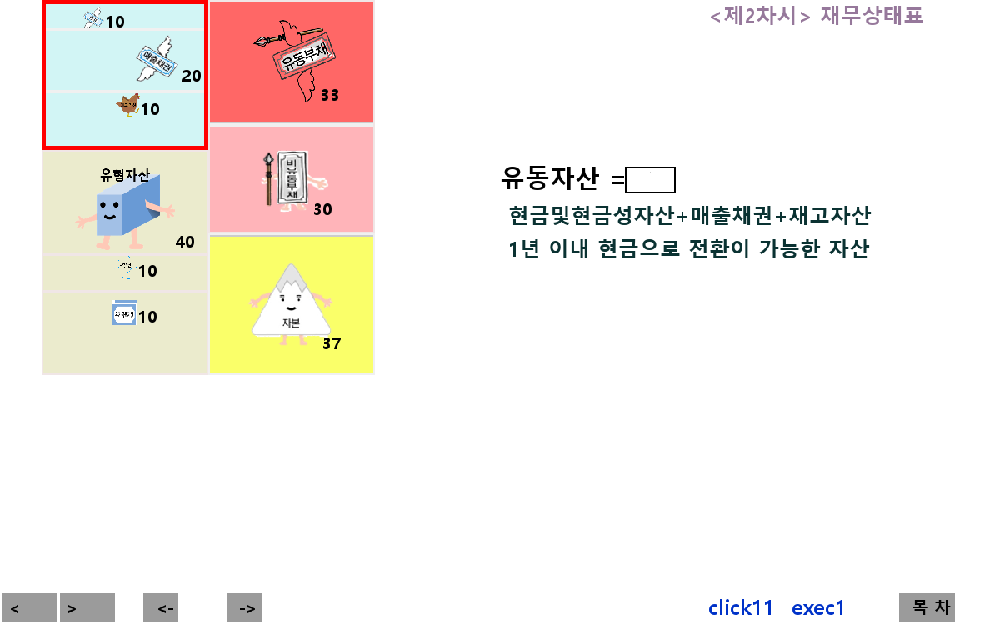 <제2차시> 재무상태표
10
매출채권
20
10
유형자산
40
10
10
유동부채
33
비유동부채
30
자본
37
유동자산 =
현금및현금성자산+매출채권+재고자산
1년 이내 현금으로 전환이 가능한 자산
< > <- ->
click11 exec1
목 차